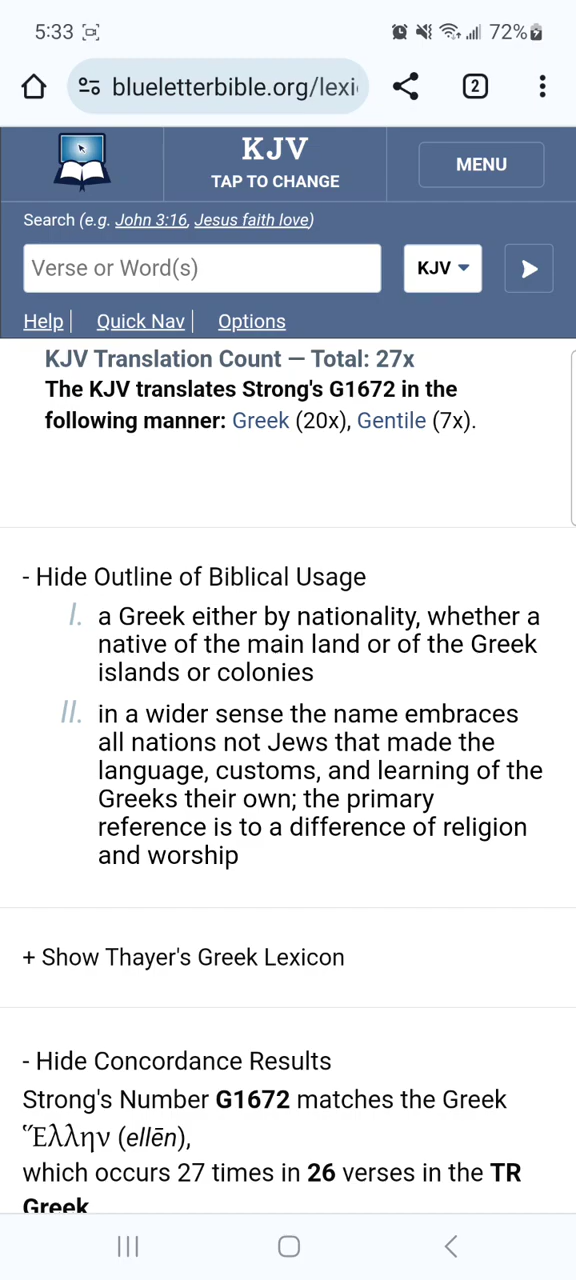 5:33 72%
blueletterbible.org/lexi
2
KJV
TAP TO CHANGE
MENU
Search (e.g. John 3:16, Jesus faith love)
Verse or Word(s)
KJV
Help Quick Nav Options
KJV Translation Count — Total: 27x
The KJV translates Strong's G1672 in the
following manner: Greek (20x), Gentile (7x).
- Hide Outline of Biblical Usage
I. a Greek either by nationality, whether a
native of the main land or of the Greek
islands or colonies
II. in a wider sense the name embraces
all nations not Jews that made the
language, customs, and learning of the
Greeks their own; the primary
reference is to a difference of religion
and worship
+ Show Thayer's Greek Lexicon
- Hide Concordance Results
Strong's Number G1672 matches the Greek
Ἕλλην (ellēn),
which occurs 27 times in 26 verses in the TR
Greek